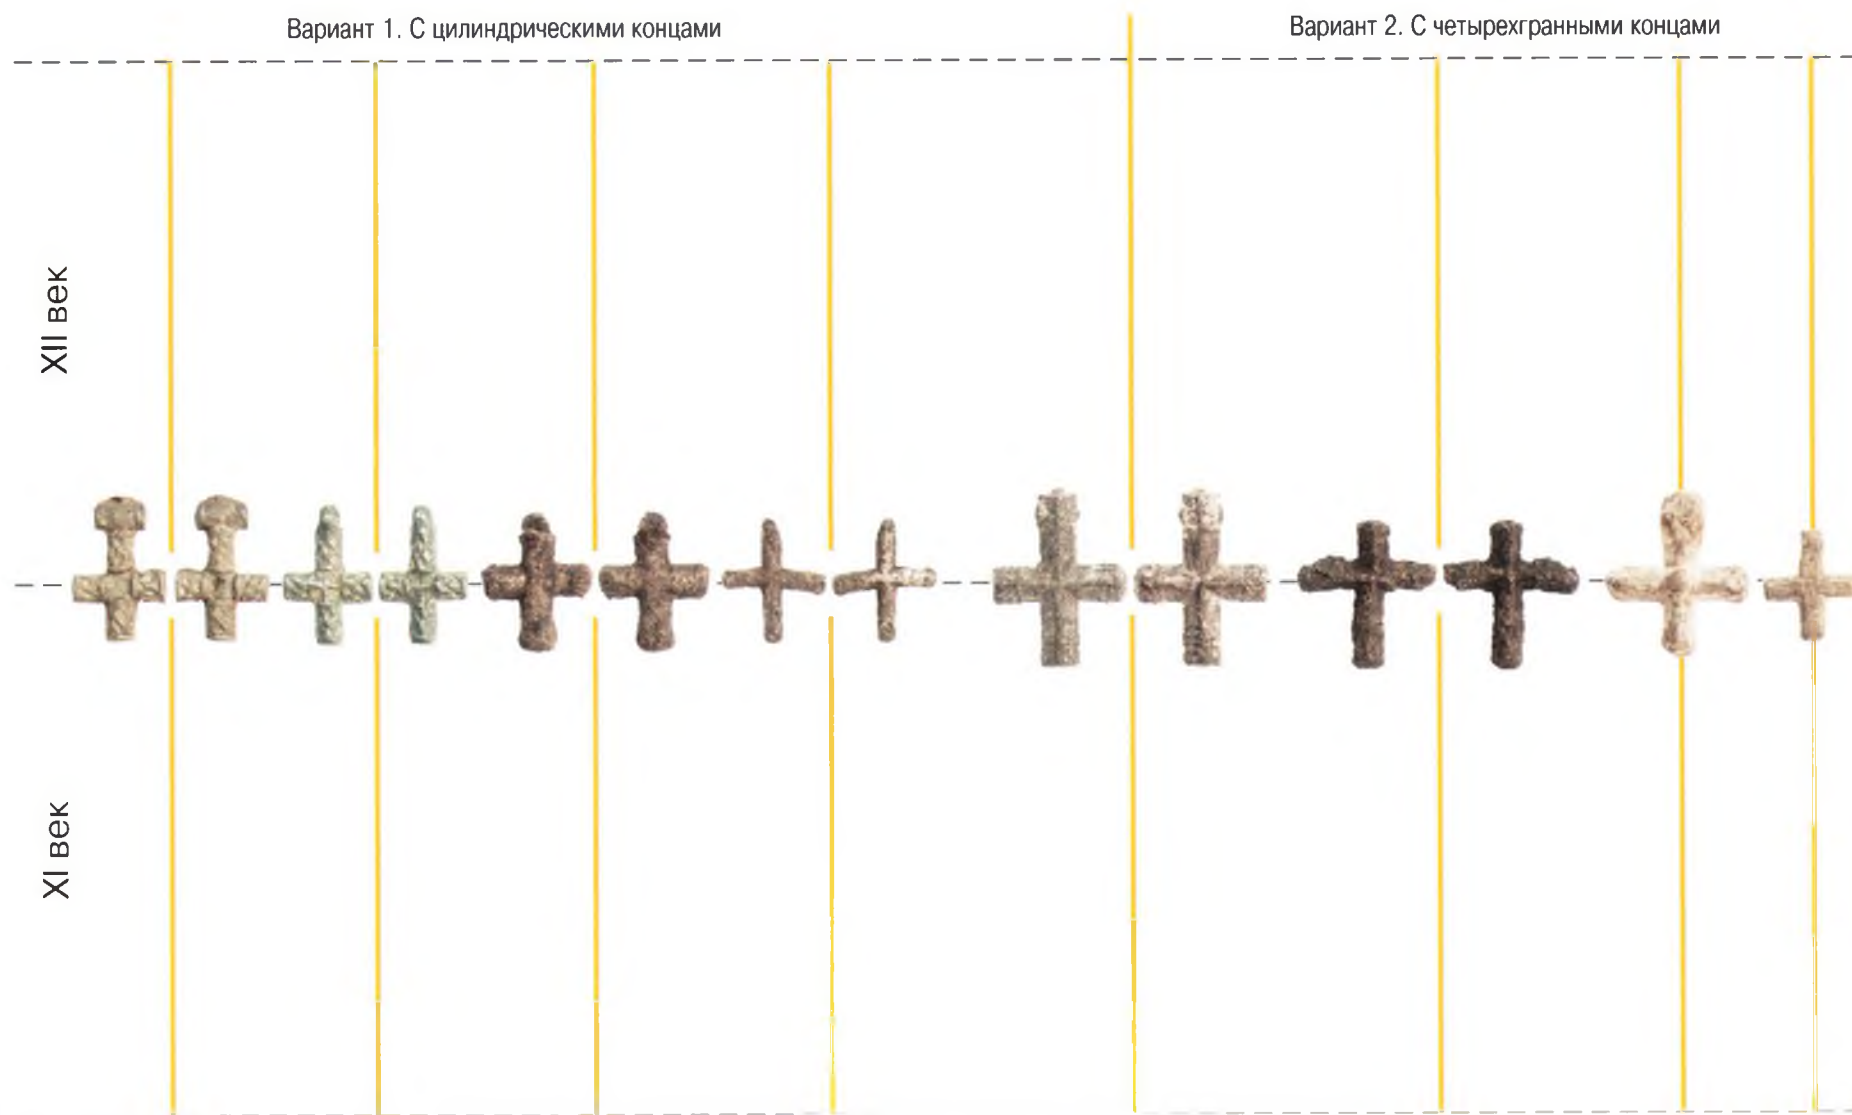 Вариант 1. С цилиндрическими концами
Вариант 2. С четырехгранными концами
XII век
XI век